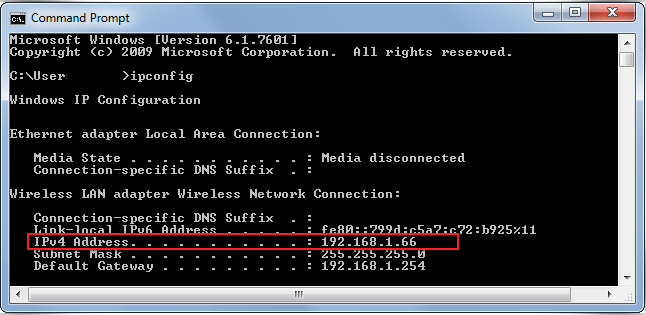 Command Prompt
Microsoft Windows [Version 6.1.7601]
Copyright (c) 2009 Microsoft Corporation.  All rights reserved.
C:\User       >ipconfig
Windows IP Configuration
Ethernet adapter Local Area Connection:
   Media State . . . . . . . . . . . : Media disconnected
   Connection-specific DNS Suffix  . :
Wireless LAN adapter Wireless Network Connection:
   Connection-specific DNS Suffix  . :
   Link-local IPv6 Address . . . . . : fe80::799d:c5a7:c72:b925%11
   IPv4 Address. . . . . . . . . . . : 192.168.1.66
   Subnet Mask . . . . . . . . . . . : 255.255.255.0
   Default Gateway . . . . . . . . . : 192.168.1.254